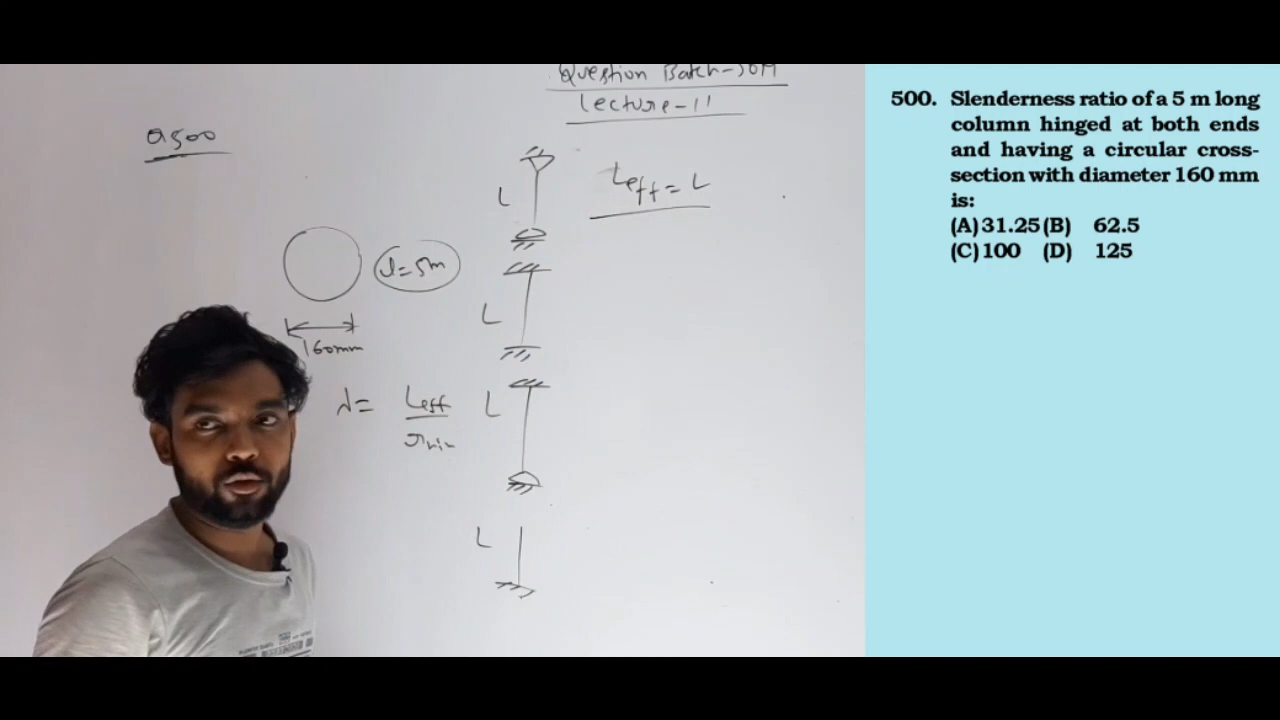 Question Batch-SOM
Lecture-11
Q500
L
Leff = L
l=5m
L
160mm
λ= Leff
rmin
L
L
500. Slenderness ratio of a 5 m long
column hinged at both ends
and having a circular cross-
section with diameter 160 mm
is:
(A) 31.25 (B) 62.5
(C) 100 (D) 125